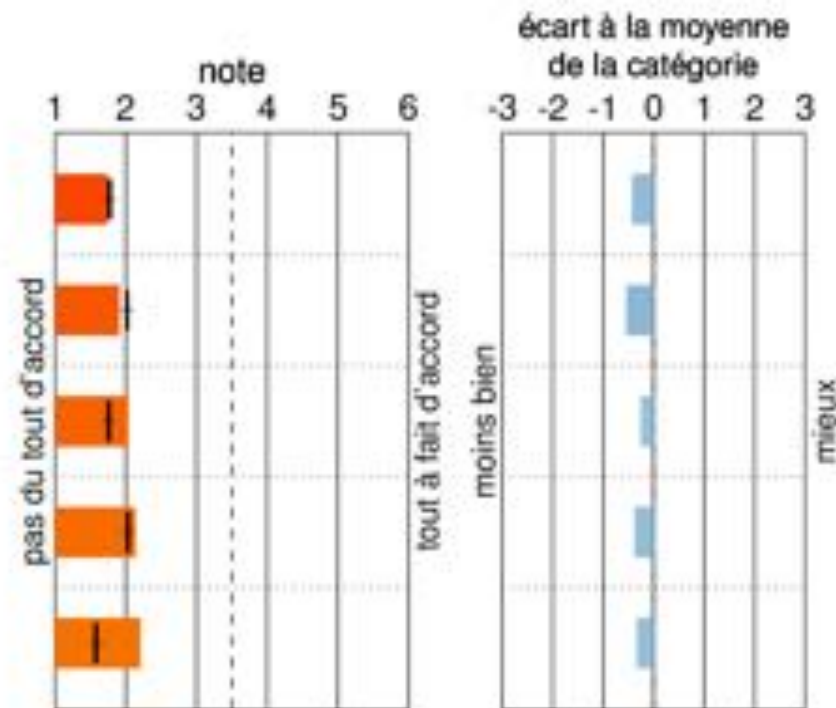 note
1 2 3 4 5 6
écart à la moyenne
de la catégorie
-3 -2 -1 0 1 2 3
pas du tout d'accord
tout à fait d'accord
moins bien
mieux